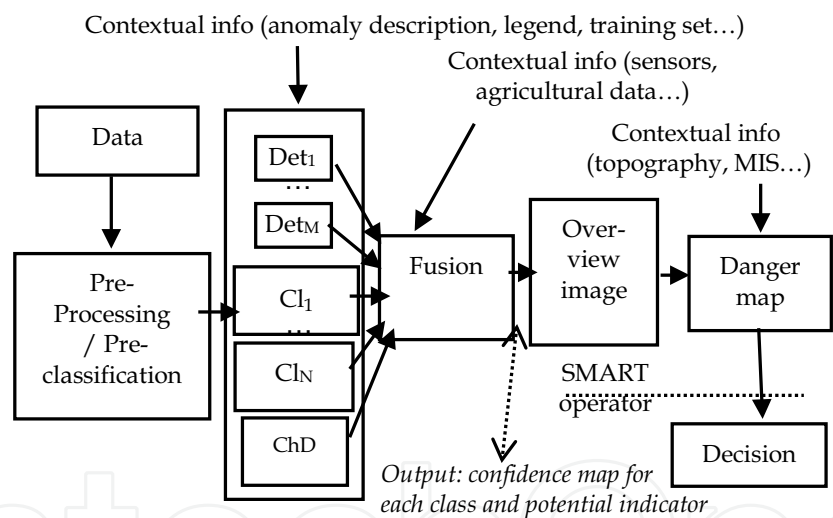 Contextual info (anomaly description, legend, training set…)
Contextual info (sensors,
agricultural data…)
Contextual info
(topography, MIS…)
Data
Det1
…
DetM
Pre-
Processing
/ Pre-
classification
Cl1
…
ClN
ChD
Fusion
Over-
view
image
Danger
map
SMART
operator
Decision
Output: confidence map for
each class and potential indicator